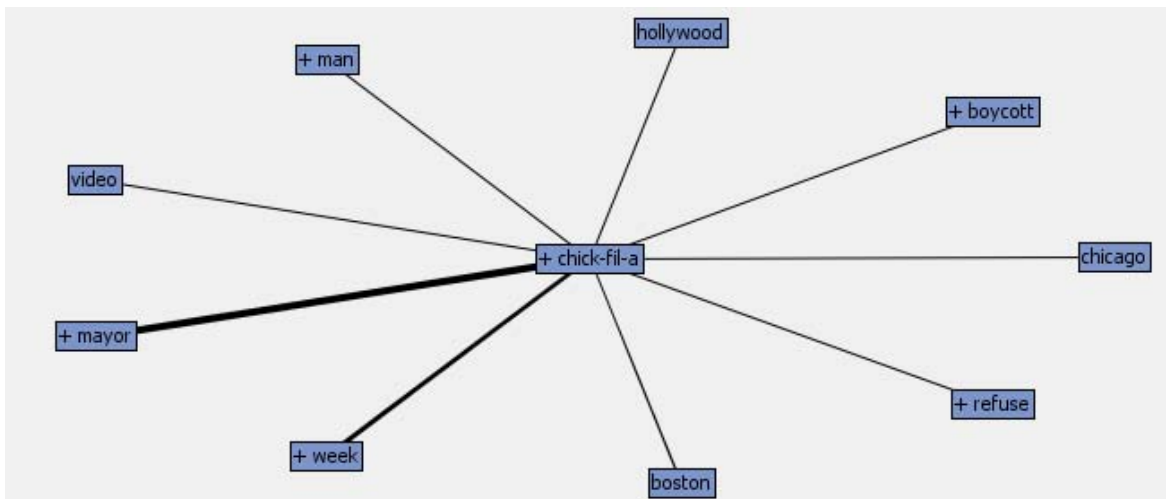 hollywood
+ man
+ boycott
video
+ chick-fil-a
chicago
+ mayor
+ refuse
+ week
boston